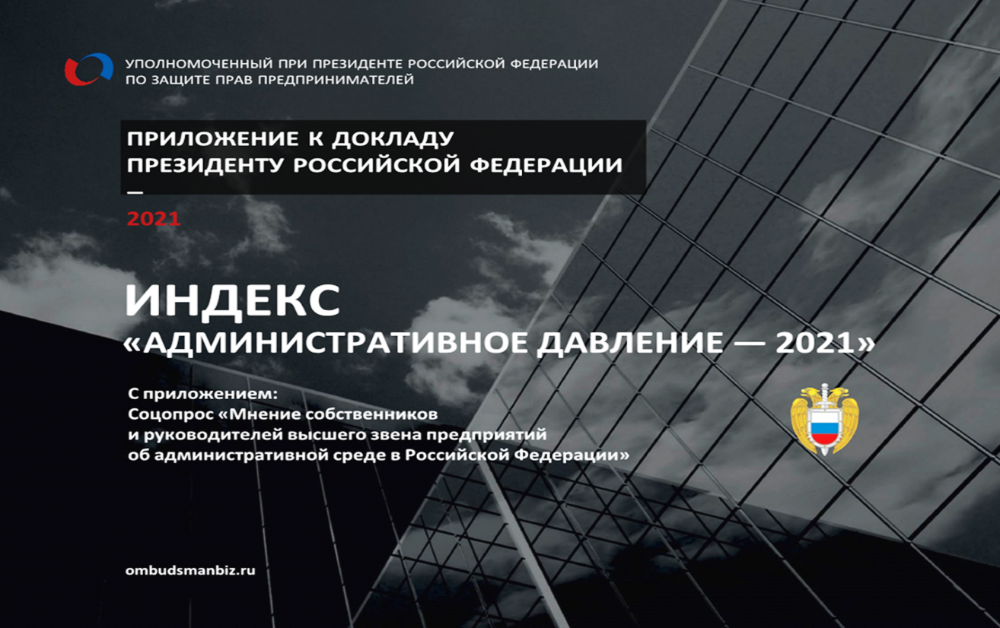 УПОЛНОМОЧЕННЫЙ ПРИ ПРЕЗИДЕНТЕ РОССИЙСКОЙ ФЕДЕРАЦИИ
ПО ЗАЩИТЕ ПРАВ ПРЕДПРИНИМАТЕЛЕЙ
ПРИЛОЖЕНИЕ К ДОКЛАДУ
ПРЕЗИДЕНТУ РОССИЙСКОЙ ФЕДЕРАЦИИ
—
2021
ИНДЕКС
«АДМИНИСТРАТИВНОЕ ДАВЛЕНИЕ — 2021»
С приложением:
Соцопрос «Мнение собственников
и руководителей высшего звена предприятий
об административной среде в Российской Федерации»
ombudsmanbiz.ru